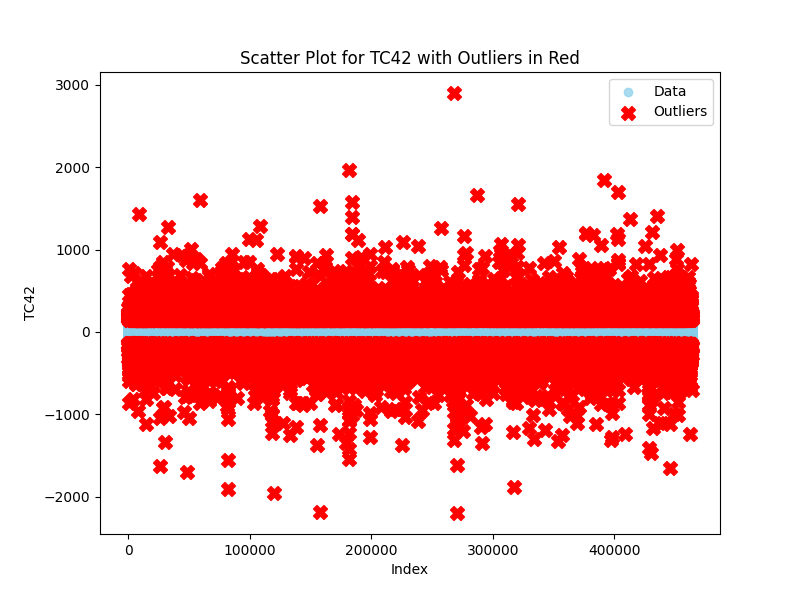 Scatter Plot for TC42 with Outliers in Red
Data
Outliers
3000
2000
1000
0
−1000
−2000
TC42
0
100000
200000
300000
400000
Index